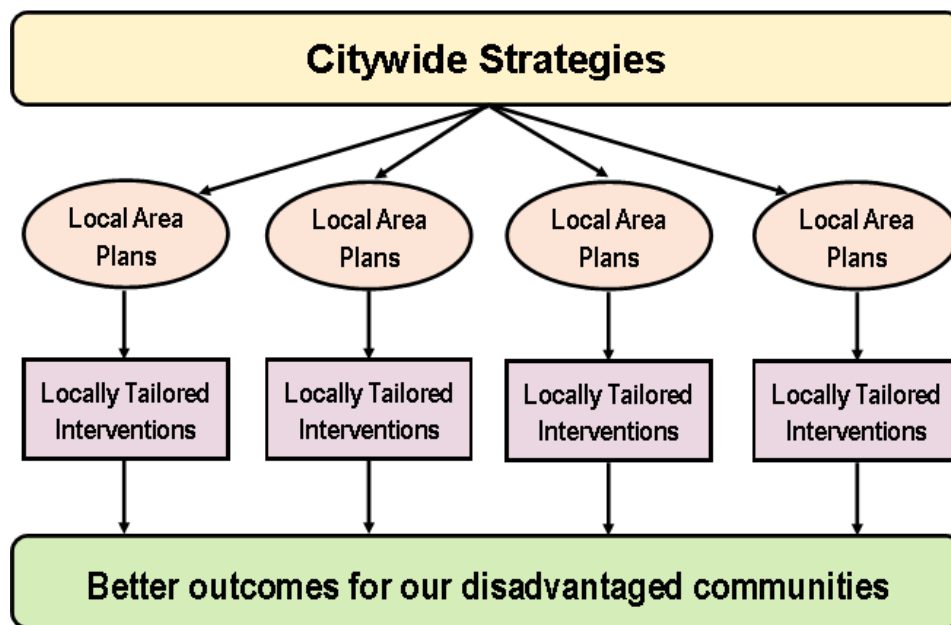 Citywide Strategies
Local Area
Plans
Local Area
Plans
Local Area
Plans
Local Area
Plans
Locally Tailored
Interventions
Locally Tailored
Interventions
Locally Tailored
Interventions
Locally Tailored
Interventions
Better outcomes for our disadvantaged communities